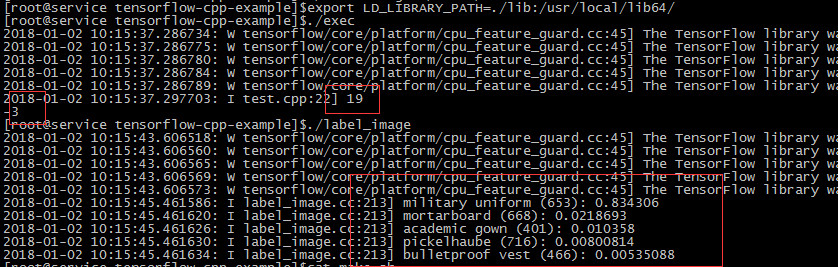 [root@service tensorflow-cpp-example]$export LD_LIBRARY_PATH=./lib:/usr/local/lib64/
[root@service tensorflow-cpp-example]$./exec
2018-01-02 10:15:37.286734: W tensorflow/core/platform/cpu_feature_guard.cc:45] The TensorFlow library wa
2018-01-02 10:15:37.286775: W tensorflow/core/platform/cpu_feature_guard.cc:45] The TensorFlow library wa
2018-01-02 10:15:37.286780: W tensorflow/core/platform/cpu_feature_guard.cc:45] The TensorFlow library wa
2018-01-02 10:15:37.286784: W tensorflow/core/platform/cpu_feature_guard.cc:45] The TensorFlow library wa
2018-01-02 10:15:37.286789: W tensorflow/core/platform/cpu_feature_guard.cc:45] The TensorFlow library wa
2018-01-02 10:15:37.297703: I test.cpp:22] 19
3
[root@service tensorflow-cpp-example]$./label_image
2018-01-02 10:15:43.606518: W tensorflow/core/platform/cpu_feature_guard.cc:45] The TensorFlow library wa
2018-01-02 10:15:43.606560: W tensorflow/core/platform/cpu_feature_guard.cc:45] The TensorFlow library wa
2018-01-02 10:15:43.606565: W tensorflow/core/platform/cpu_feature_guard.cc:45] The TensorFlow library wa
2018-01-02 10:15:43.606569: W tensorflow/core/platform/cpu_feature_guard.cc:45] The TensorFlow library wa
2018-01-02 10:15:43.606573: W tensorflow/core/platform/cpu_feature_guard.cc:45] The TensorFlow library wa
2018-01-02 10:15:45.461586: I label_image.cc:213] military uniform (653): 0.834306
2018-01-02 10:15:45.461620: I label_image.cc:213] mortarboard (668): 0.0218693
2018-01-02 10:15:45.461626: I label_image.cc:213] academic gown (401): 0.010358
2018-01-02 10:15:45.461630: I label_image.cc:213] pickelhaube (716): 0.00800814
2018-01-02 10:15:45.461634: I label_image.cc:213] bulletproof vest (466): 0.00535088
[root@service tensorflow-cpp-example]$cat make.sh